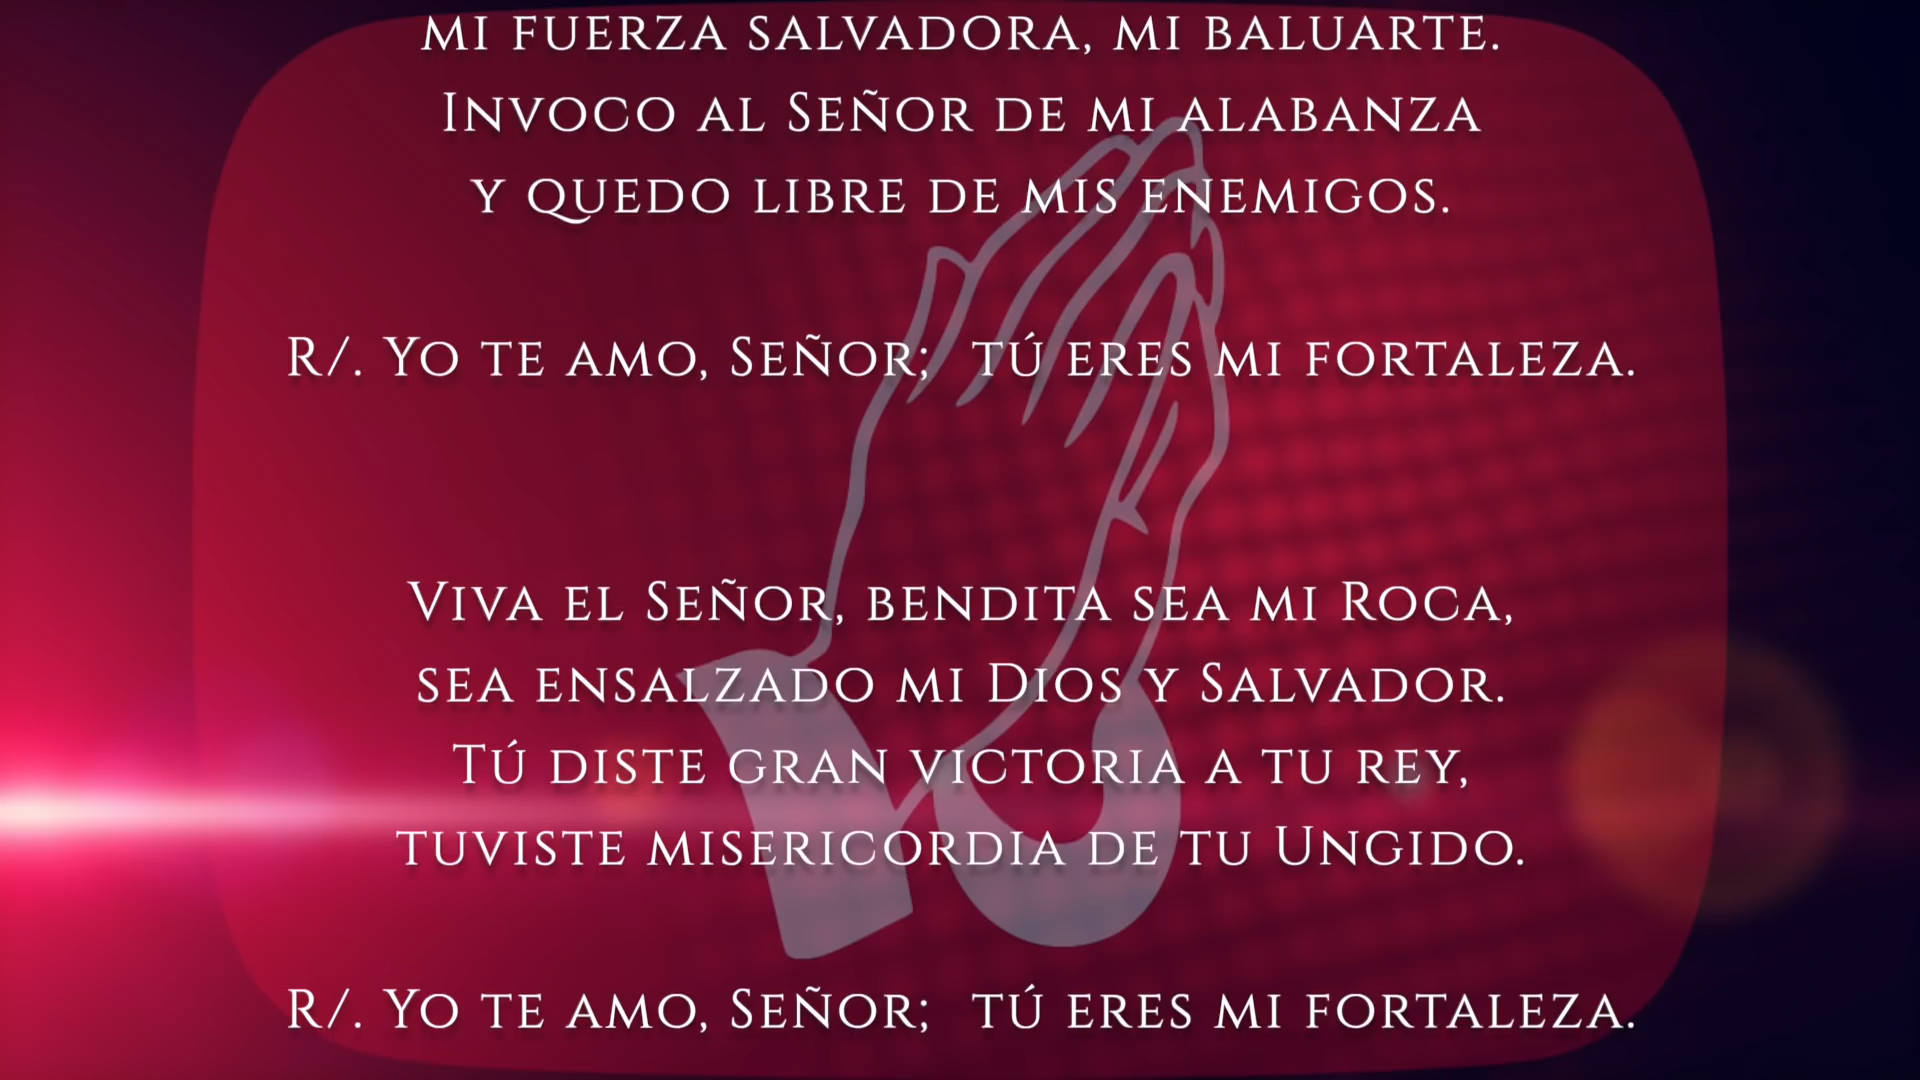 mi fuerza salvadora, mi baluarte.
Invoco al Señor de mi alabanza
y quedo libre de mis enemigos.
R/. Yo te amo, Señor; tú eres mi fortaleza.
Viva el Señor, bendita sea mi Roca,
sea ensalzado mi Dios y Salvador.
Tú diste gran victoria a tu rey,
tuviste misericordia de tu Ungido.
R/. Yo te amo, Señor; tú eres mi fortaleza.